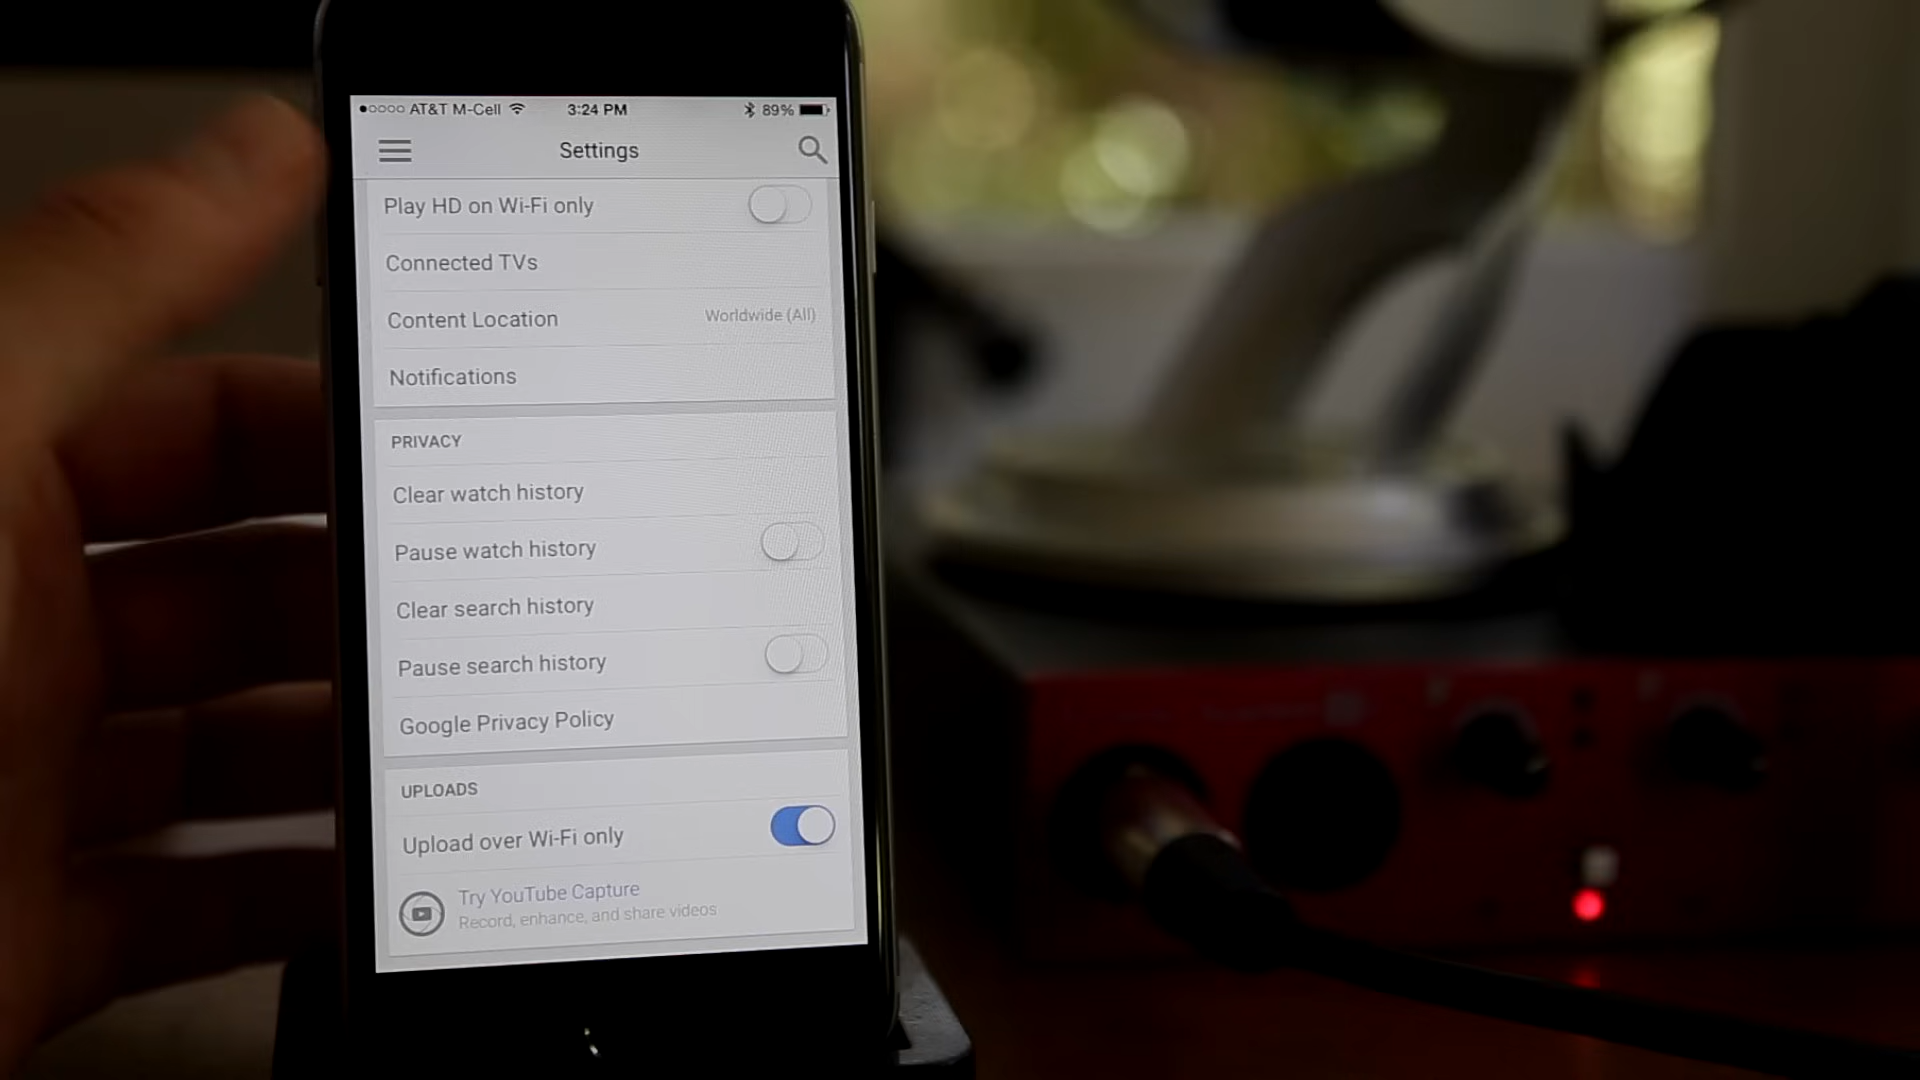 AT&T M-Cell 3:24 PM 89%
Settings
Play HD on Wi-Fi only
Connected TVs
Content Location Worldwide (All)
Notifications
PRIVACY
Clear watch history
Pause watch history
Clear search history
Pause search history
Google Privacy Policy
UPLOADS
Upload over Wi-Fi only
Try YouTube Capture
Record, enhance, and share videos